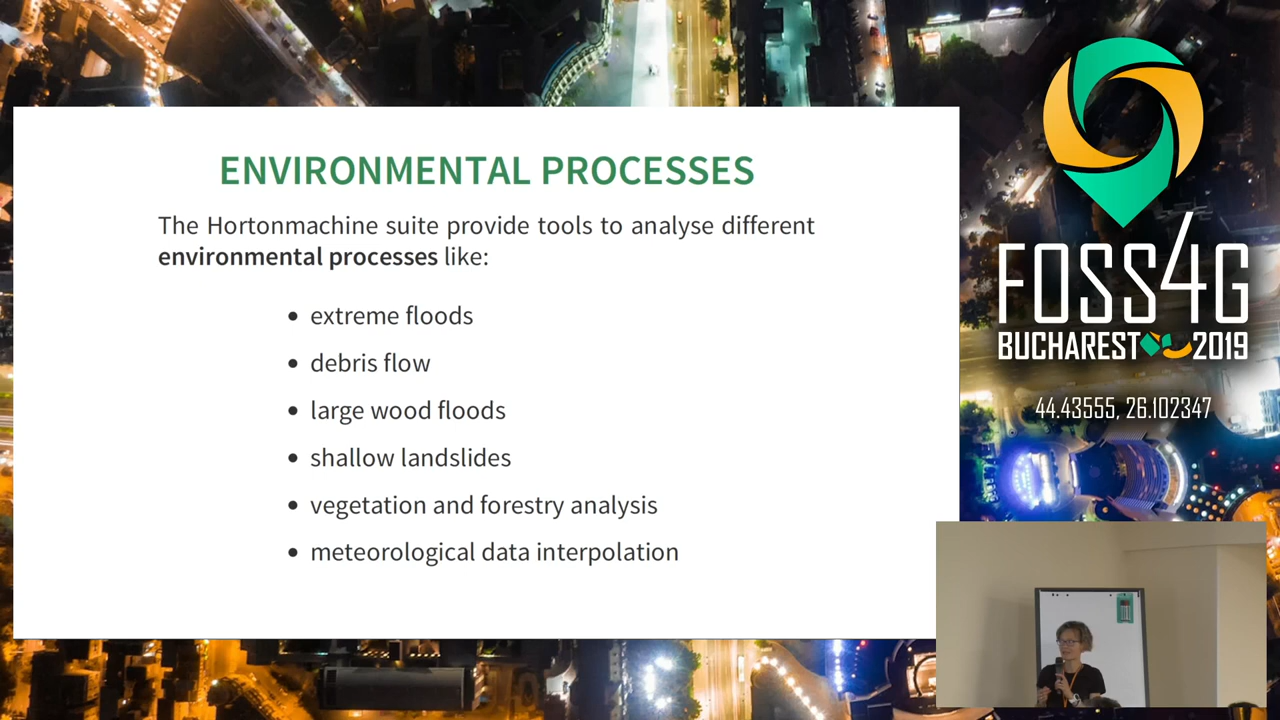 ENVIRONMENTAL PROCESSES
The Hortonmachine suite provide tools to analyse different
environmental processes like:
• extreme floods
• debris flow
• large wood floods
• shallow landslides
• vegetation and forestry analysis
• meteorological data interpolation
FOSS4G
BUCHAREST 2019
44.43555, 26.102347